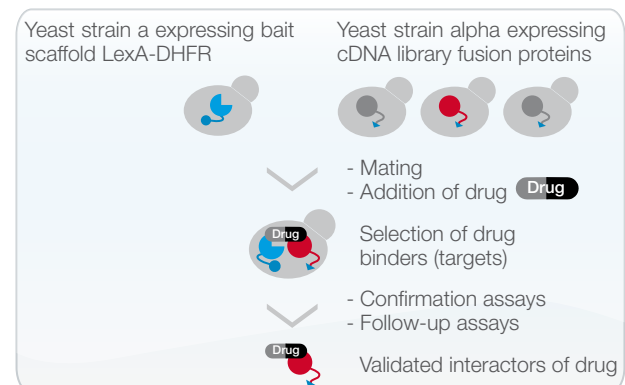 Yeast strain a expressing bait
scaffold LexA-DHFR
Yeast strain alpha expressing
cDNA library fusion proteins
- Mating
- Addition of drug Drug
Drug
Selection of drug
binders (targets)
- Confirmation assays
- Follow-up assays
Drug
Validated interactors of drug